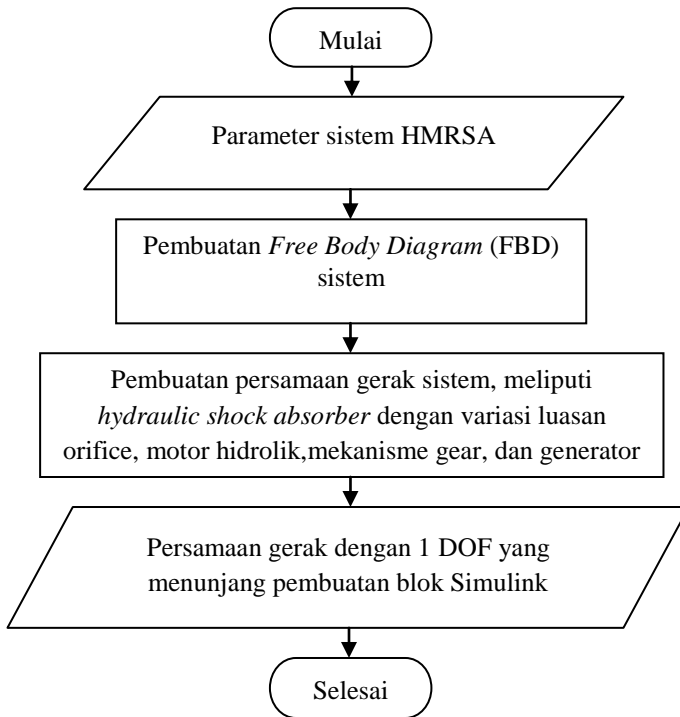 Mulai
Parameter sistem HMRSA
Pembuatan Free Body Diagram (FBD)
sistem
Pembuatan persamaan gerak sistem, meliputi
hydraulic shock absorber dengan variasi luasan
orifice, motor hidrolik,mekanisme gear, dan generator
Persamaan gerak dengan 1 DOF yang
menunjang pembuatan blok Simulink
Selesai